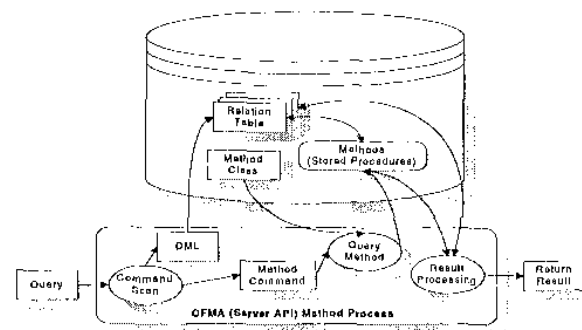 Relation
Table
Methods
(Stored Procedures)
Method
Class
DML
Query
Method
Query
Command
Scan
Method
Command
Result
Processing
Return
Result
OFMA (Server API) Method Process